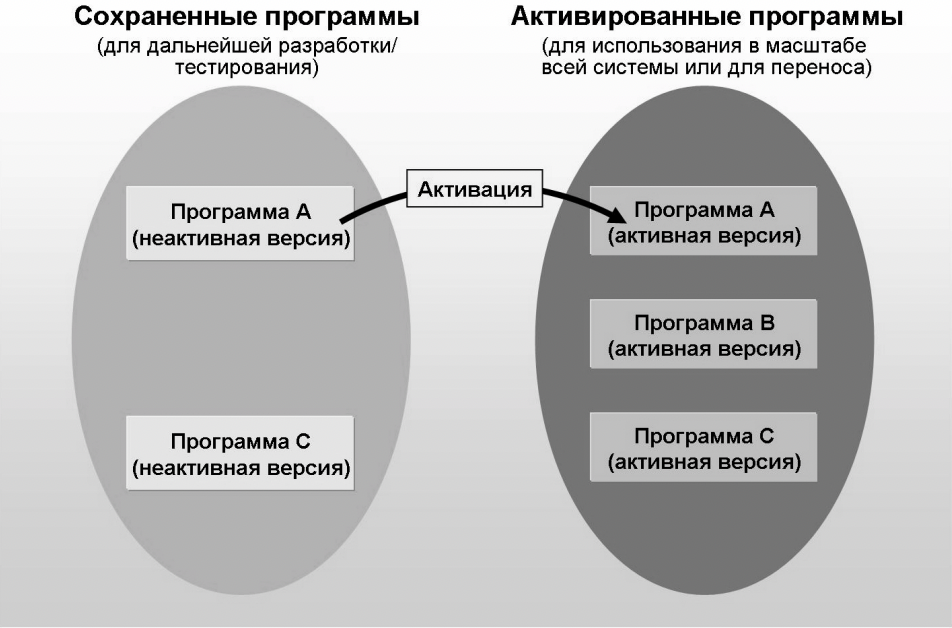 Сохраненные программы
(для дальнейшей разработки/
тестирования)
Активированные программы
(для использования в масштабе
всей системы или для переноса)
Активация
Программа A
(неактивная версия)
Программа A
(активная версия)
Программа B
(активная версия)
Программа C
(неактивная версия)
Программа C
(активная версия)